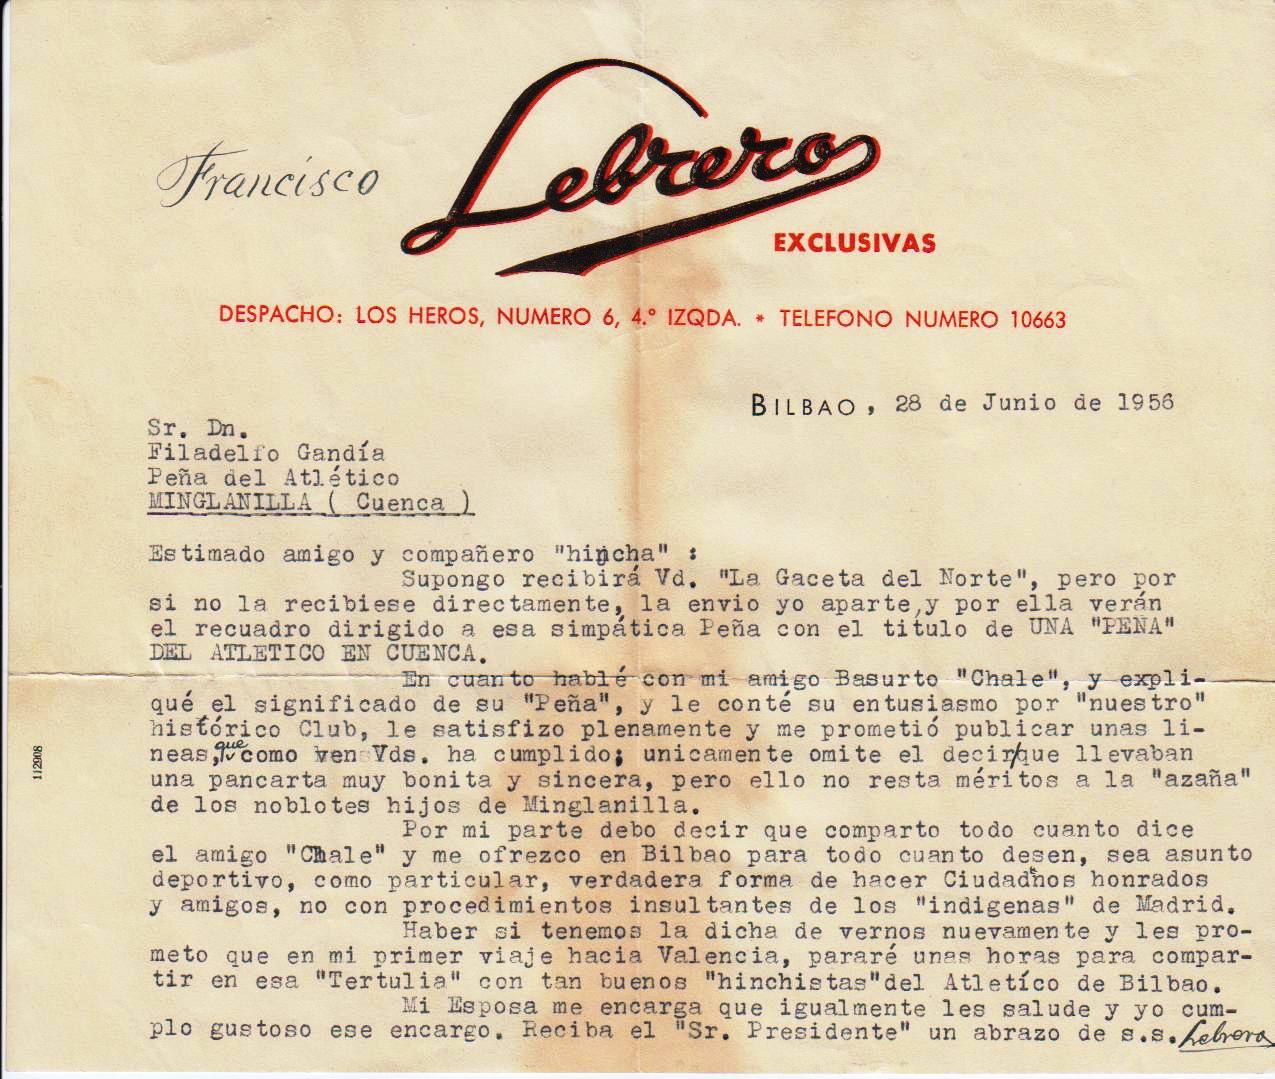 Francisco
Lebrero
EXCLUSIVAS
DESPACHO: LOS HEROS, NUMERO 6, 4.º IZQDA. * TELEFONO NUMERO 10663
BILBAO, 28 de Junio de 1956
Sr. Dn.
Filadelfo Gandía
Peña del Atlético
MINGLANILLA ( Cuenca )
Estimado amigo y compañero "hincha" :
Supongo recibirá Vd. "La Gaceta del Norte", pero por
si no la recibiese directamente, la envio yo aparte,y por ella verán
el recuadro dirigido a esa simpática Peña con el titulo de UNA "PEÑA"
DEL ATLETICO EN CUENCA.
En cuanto hablé con mi amigo Basurto "Chale", y expli-
qué el significado de su "Peña", y le conté su entusiasmo por "nuestro"
histórico Club, le satisfizo plenamente y me prometió publicar unas li-
neas, que como ven Vds. ha cumplido; unicamente omite el decir/que llevaban
una pancarta muy bonita y sincera, pero ello no resta méritos a la "azaña"
de los noblotes hijos de Minglanilla.
Por mi parte debo decir que comparto todo cuanto dice
el amigo "Chale" y me ofrezco en Bilbao para todo cuanto desen, sea asunto
deportivo, como particular, verdadera forma de hacer Ciudadnos honrados
y amigos, no con procedimientos insultantes de los "indigenas" de Madrid.
Haber si tenemos la dicha de vernos nuevamente y les pro-
meto que en mi primer viaje hacia Valencia, pararé unas horas para compar-
tir en esa "Tertulia" con tan buenos "hinchistas"del Atletíco de Bilbao.
Mi Esposa me encarga que igualmente les salude y yo cum-
plo gustoso ese encargo. Reciba el "Sr. Presidente" un abrazo de s.s. Lebrero
112908